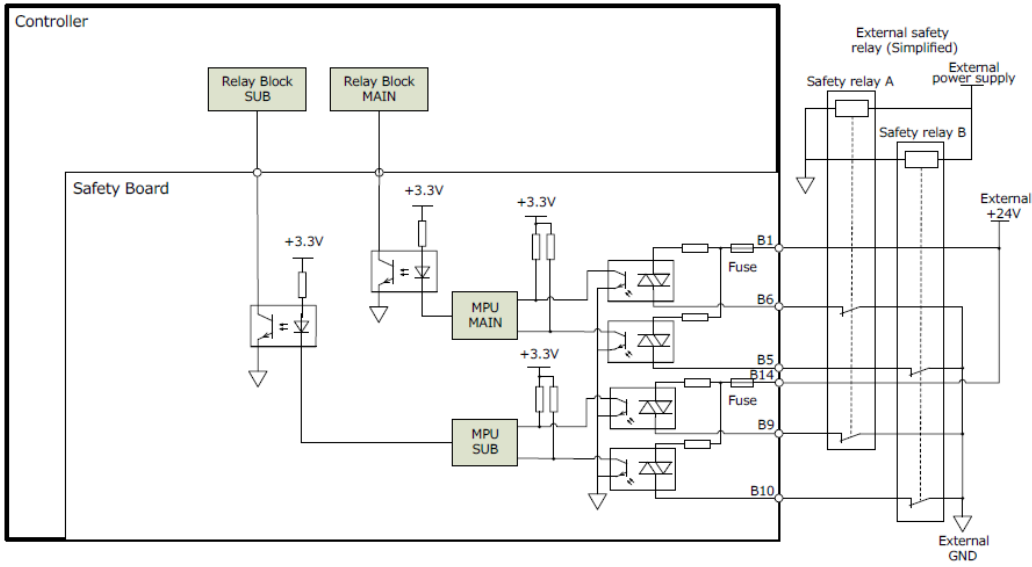 Controller
External safety
relay (Simplified)
External
power supply
Safety relay A
Relay Block
SUB
Relay Block
MAIN
Safety relay B
Safety Board
+3.3V
+3.3V
External
+24V
+3.3V
B1
Fuse
MPU
MAIN
B6
+3.3V
B5
B14
Fuse
MPU
SUB
B9
B10
External
GND